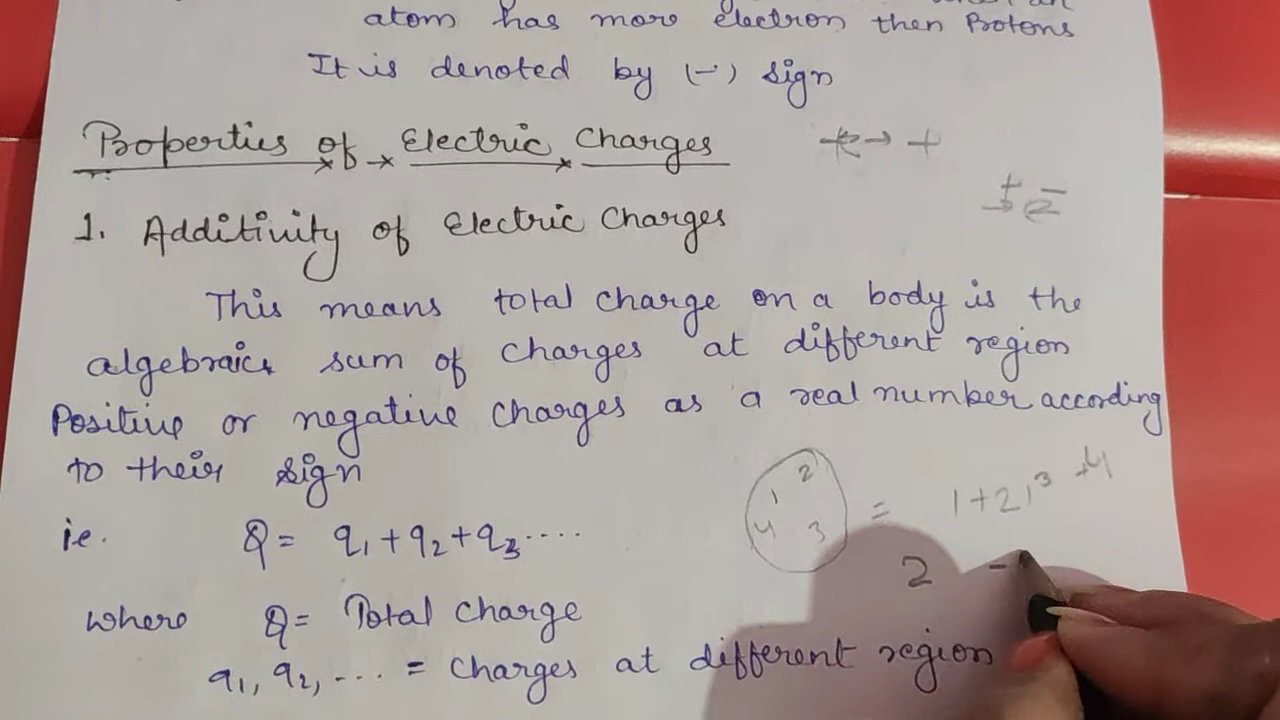 atom has more electron then Protons
It is denoted by (-) sign
Properties of Electric Charges
1. Additivity of Electric Charges
This means total charge on a body is the
algebraic sum of charges at different region
Positive or negative charges as a real number according
to their sign
ie. Q = q1 + q2 + q3 ....
1 2
4 3
= 1+2+3+4
2 -
where Q = Total charge
q1, q2, ... = charges at different region